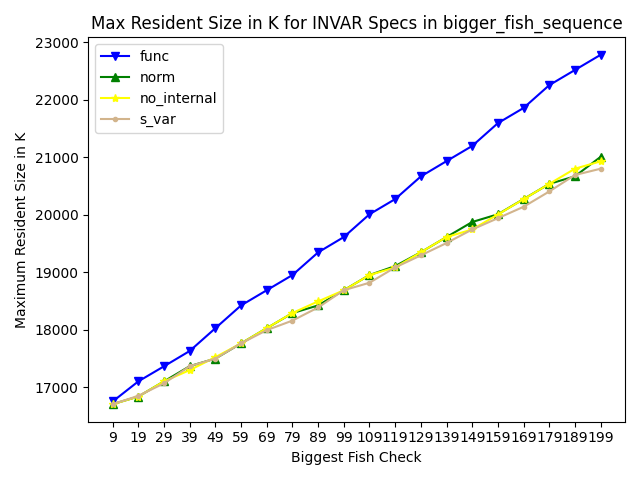 Max Resident Size in K for INVAR Specs in bigger_fish_sequence
func
norm
no_internal
s_var
Maximum Resident Size in K
23000
22000
21000
20000
19000
18000
17000
9 19 29 39 49 59 69 79 89 99 109 119 129 139 149 159 169 179 189 199
Biggest Fish Check